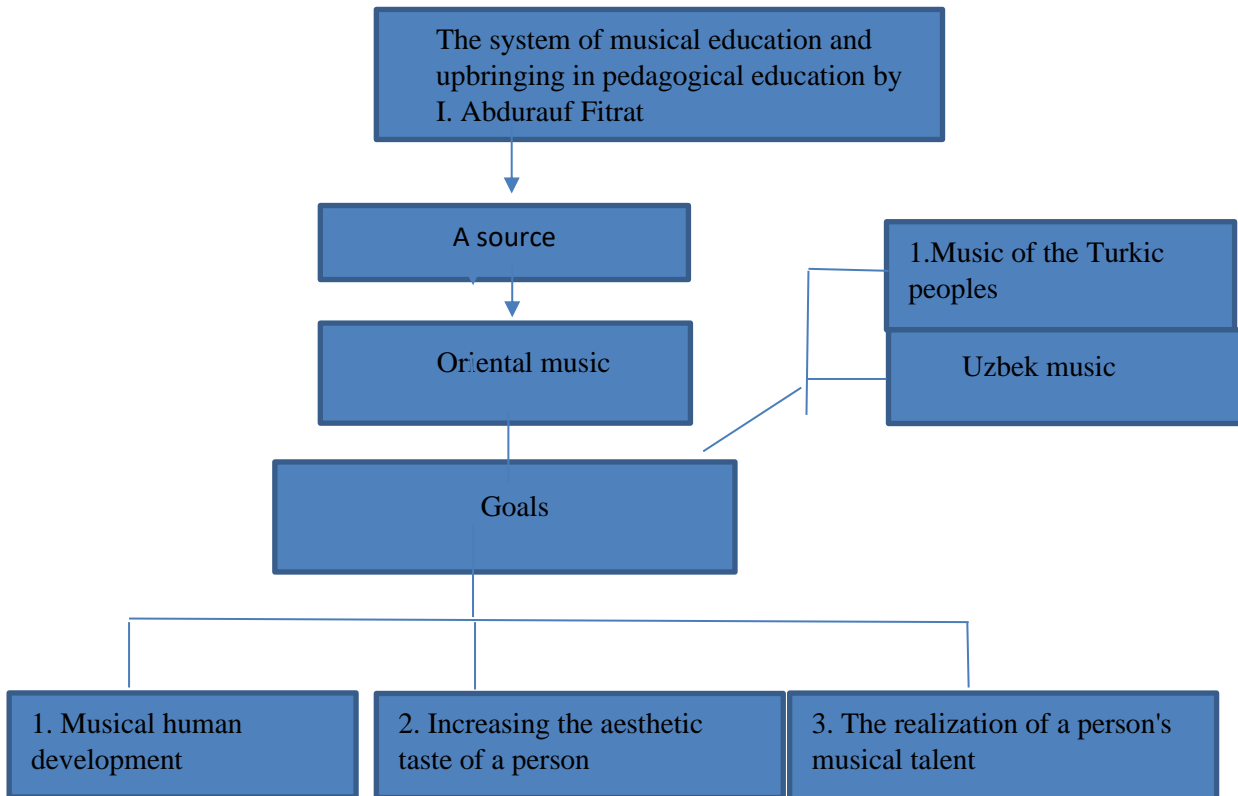 The system of musical education and
upbringing in pedagogical education by
I. Abdurauf Fitrat
A source
1.Music of the Turkic
peoples
Oriental music
Uzbek music
Goals
1. Musical human
development
2. Increasing the aesthetic
taste of a person
3. The realization of a person's
musical talent